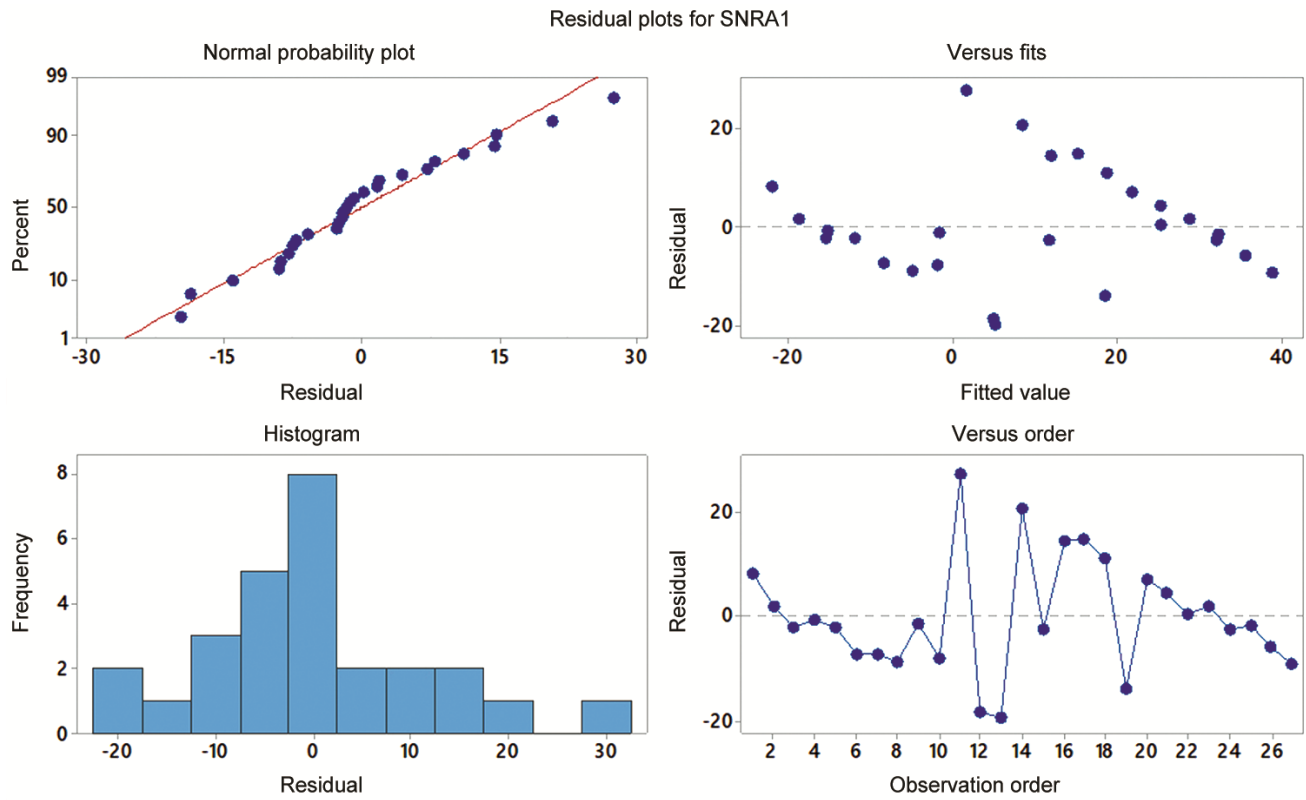 Residual plots for SNRA1
Normal probability plot
99
90
50
10
1
Percent
-30 -15 0 15 30
Residual
Versus fits
20
0
-20
Residual
-20 0 20 40
Fitted value
Histogram
8
6
4
2
0
Frequency
-20 -10 0 10 20 30
Residual
Versus order
20
0
-20
Residual
2 4 6 8 10 12 14 16 18 20 22 24 26
Observation order